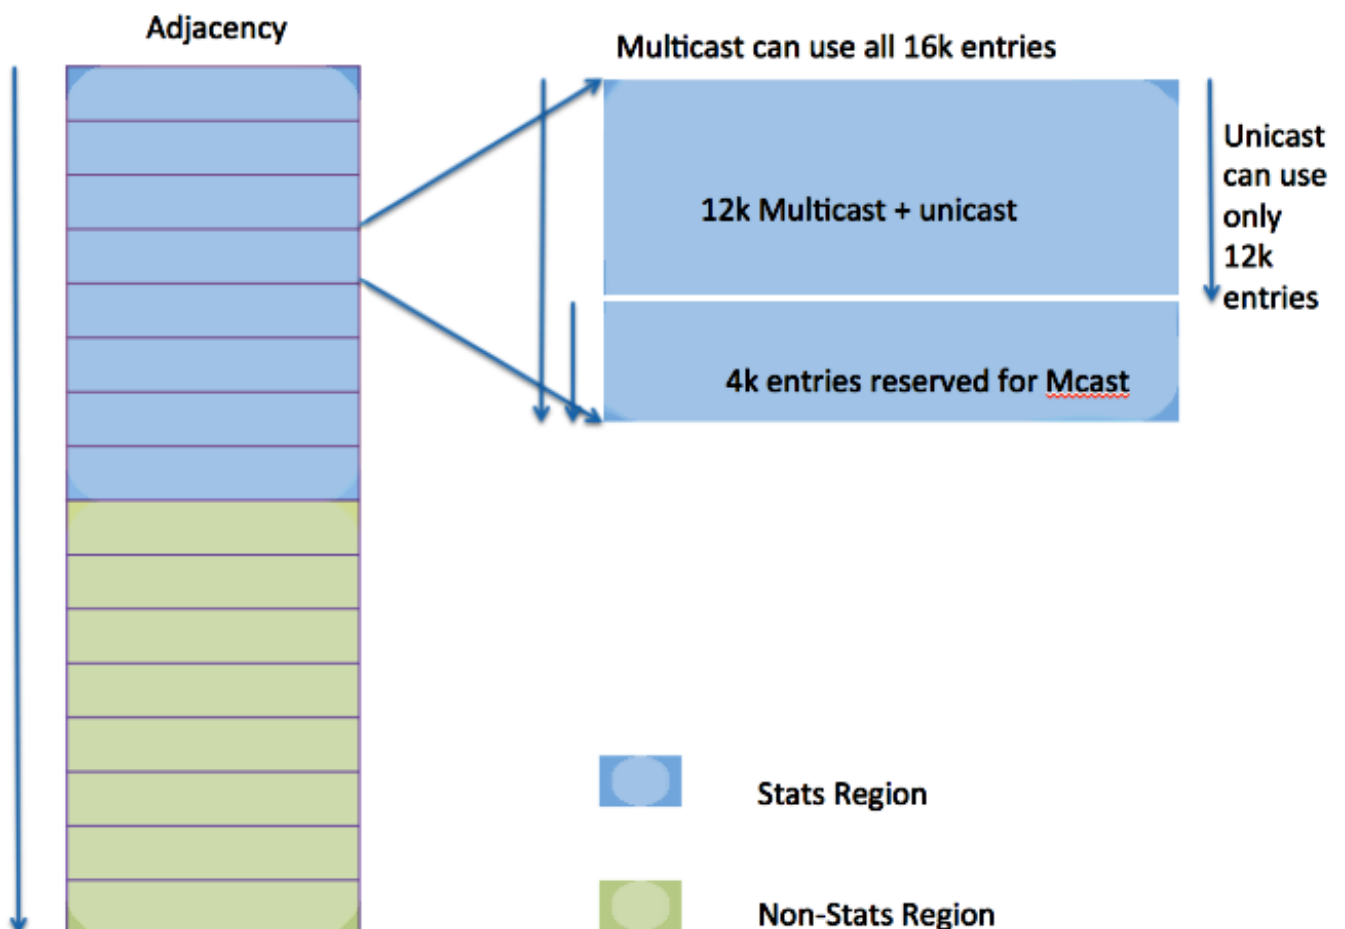 Adjacency
Multicast can use all 16k entries
12k Multicast + unicast
Unicast
can use
only
12k
entries
4k entries reserved for Mcast
Stats Region
Non-Stats Region